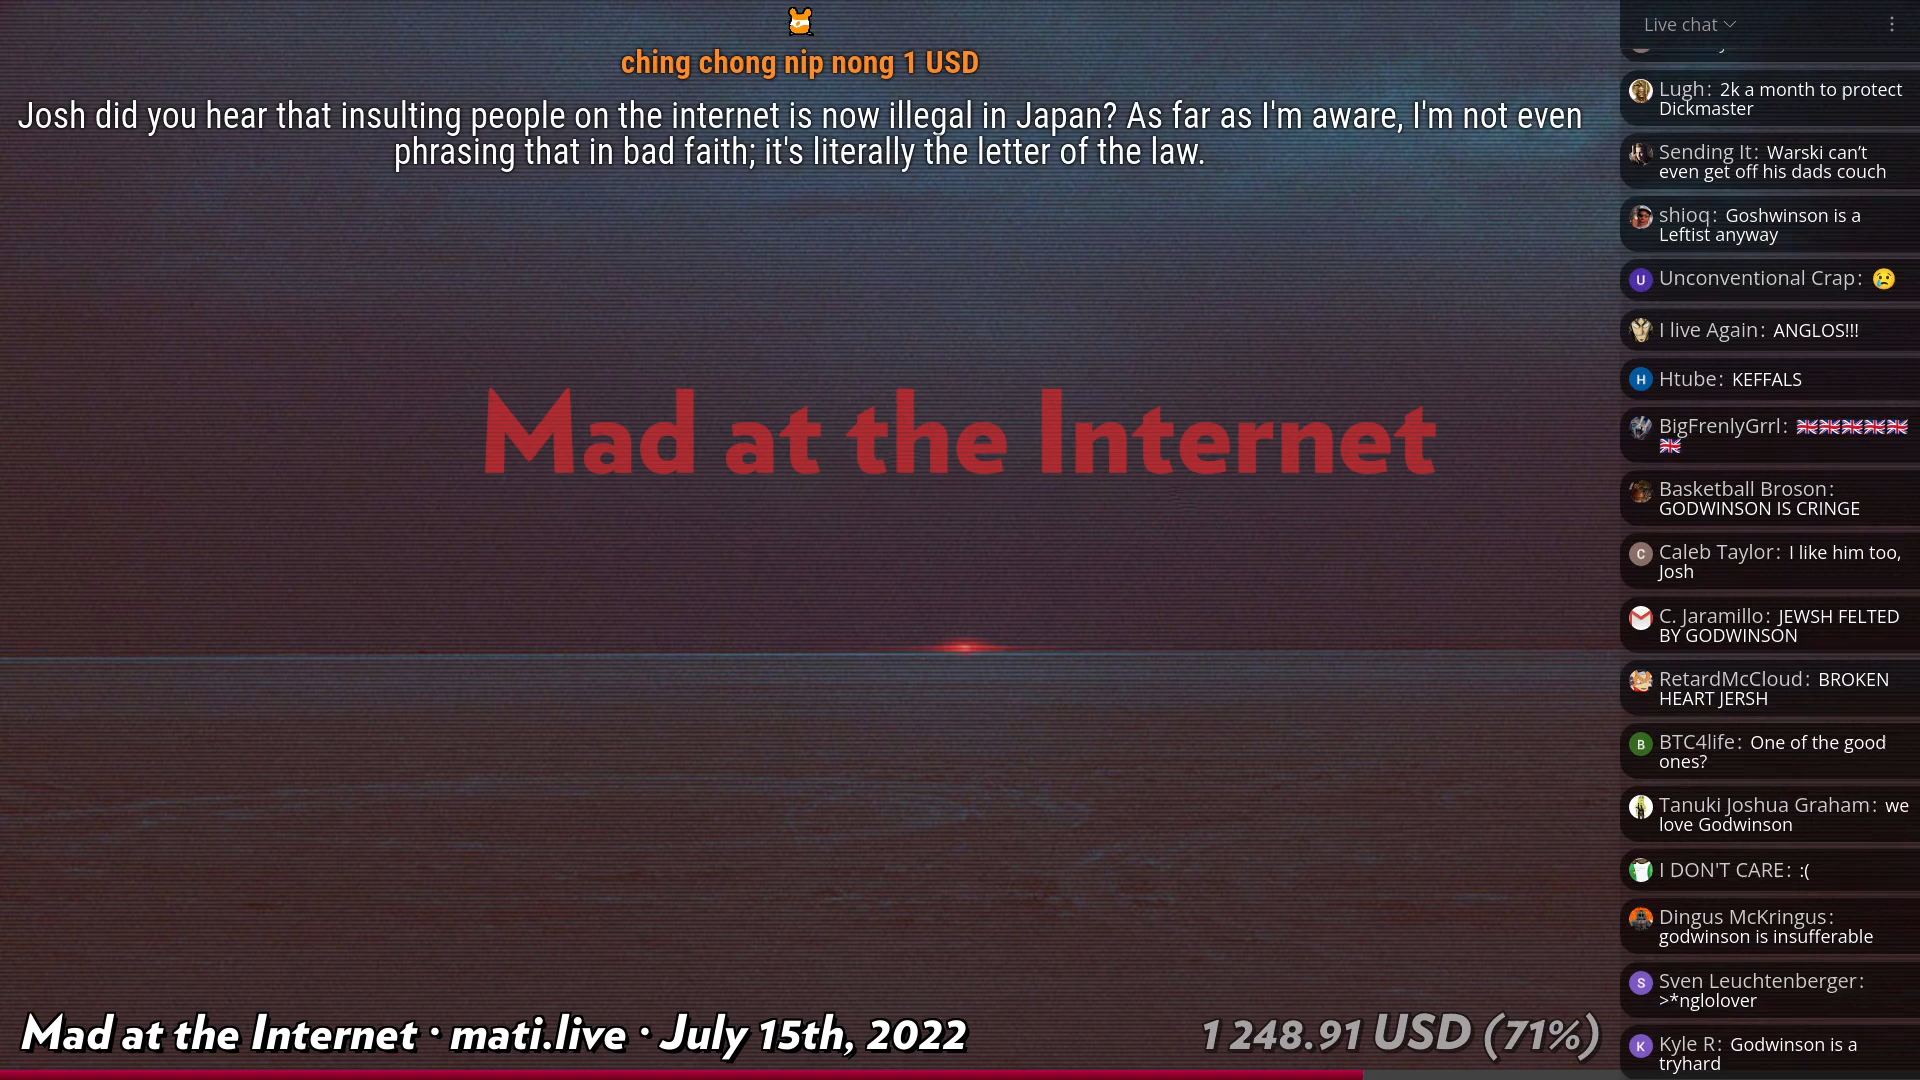 ching chong nip nong 1 USD
Josh did you hear that insulting people on the internet is now illegal in Japan? As far as I'm aware, I'm not even
phrasing that in bad faith; it's literally the letter of the law.
Mad at the Internet
Mad at the Internet · mati.live · July 15th, 2022
1 248.91 USD (71%)
Live chat
Lugh: 2k a month to protect
Dickmaster
Sending It: Warski can't
even get off his dads couch
shioq: Goshwinson is a
Leftist anyway
U
Unconventional Crap: 😢
I live Again: ANGLOS!!!
H
Htube: KEFFALS
BigFrenlyGrrl: 🇬🇧🇬🇧🇬🇧🇬🇧🇬🇧
🇬🇧
Basketball Broson:
GODWINSON IS CRINGE
C
Caleb Taylor: I like him too,
Josh
C. Jaramillo: JEWSH FELTED
BY GODWINSON
RetardMcCloud: BROKEN
HEART JERSH
B
BTC4life: One of the good
ones?
Tanuki Joshua Graham: we
love Godwinson
I DON'T CARE: :(
Dingus McKringus:
godwinson is insufferable
S
Sven Leuchtenberger:
>*nglolover
K
Kyle R: Godwinson is a
tryhard